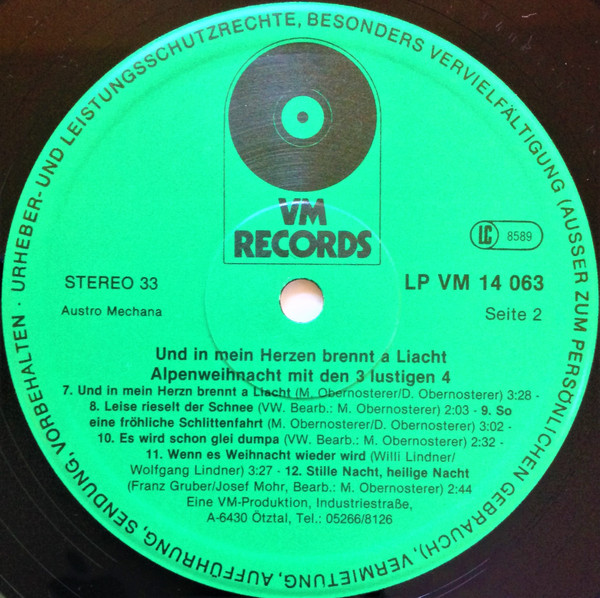 URHEBER- UND LEISTUNGSSCHUTZRECHTE, BESONDERS VERVIELFÄLTIGUNG (AUSSER ZUM PERSÖNLICHEN GEBRAUCH), VERMIETUNG, AUFFÜHRUNG, SENDUNG, VORBEHALTEN ·
VM
RECORDS
LC 8589
STEREO 33
LP VM 14 063
Austro Mechana
Seite 2
Und in mein Herzen brennt a Liacht
Alpenweihnacht mit den 3 lustigen 4
7. Und in mein Herzn brennt a Liacht (M. Obernosterer/D. Obernosterer) 3:28 -
8. Leise rieselt der Schnee (VW. Bearb.: M. Obernosterer) 2:03 - 9. So
eine fröhliche Schlittenfahrt (M. Obernosterer/D. Obernosterer) 3:02 -
10. Es wird schon glei dumpa (VW. Bearb.: M. Obernosterer) 2:32 -
11. Wenn es Weihnacht wieder wird (Willi Lindner/
Wolfgang Lindner) 3:27 - 12. Stille Nacht, heilige Nacht
(Franz Gruber/Josef Mohr, Bearb.: M. Obernosterer) 2:44
Eine VM-Produktion, Industriestraße,
A-6430 Ötztal, Tel.: 05266/8126